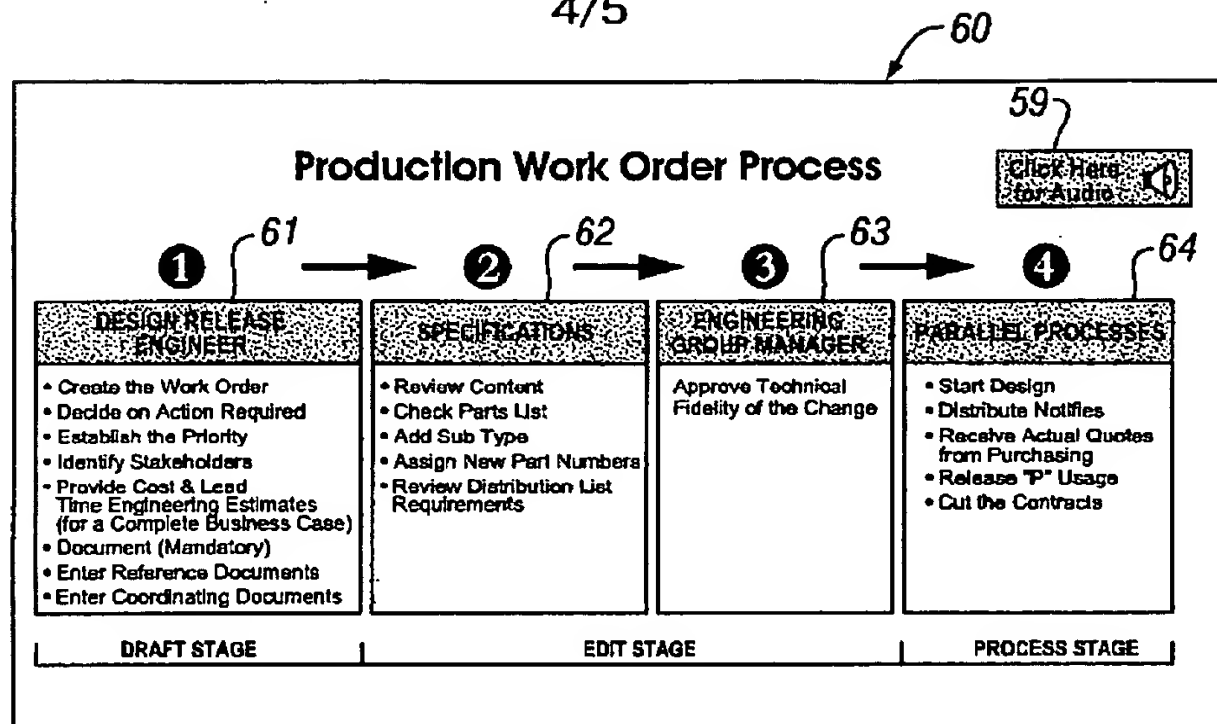 4/5
60
59
Production Work Order Process
Click Here
for Audio
61
62
63
64
1
2
3
4
DESIGN RELEASE
ENGINEER
• Create the Work Order
• Decide on Action Required
• Establish the Priority
• Identify Stakeholders
• Provide Cost & Lead
Time Engineering Estimates
(for a Complete Business Case)
• Document (Mandatory)
• Enter Reference Documents
• Enter Coordinating Documents
SPECIFICATIONS
• Review Content
• Check Parts List
• Add Sub Type
• Assign New Part Numbers
• Review Distribution List
Requirements
ENGINEERING
GROUP MANAGER
Approve Technical
Fidelity of the Change
PARALLEL PROCESSES
• Start Design
• Distribute Notifies
• Receive Actual Quotes
from Purchasing
• Release "P" Usage
• Cut the Contracts
DRAFT STAGE
EDIT STAGE
PROCESS STAGE